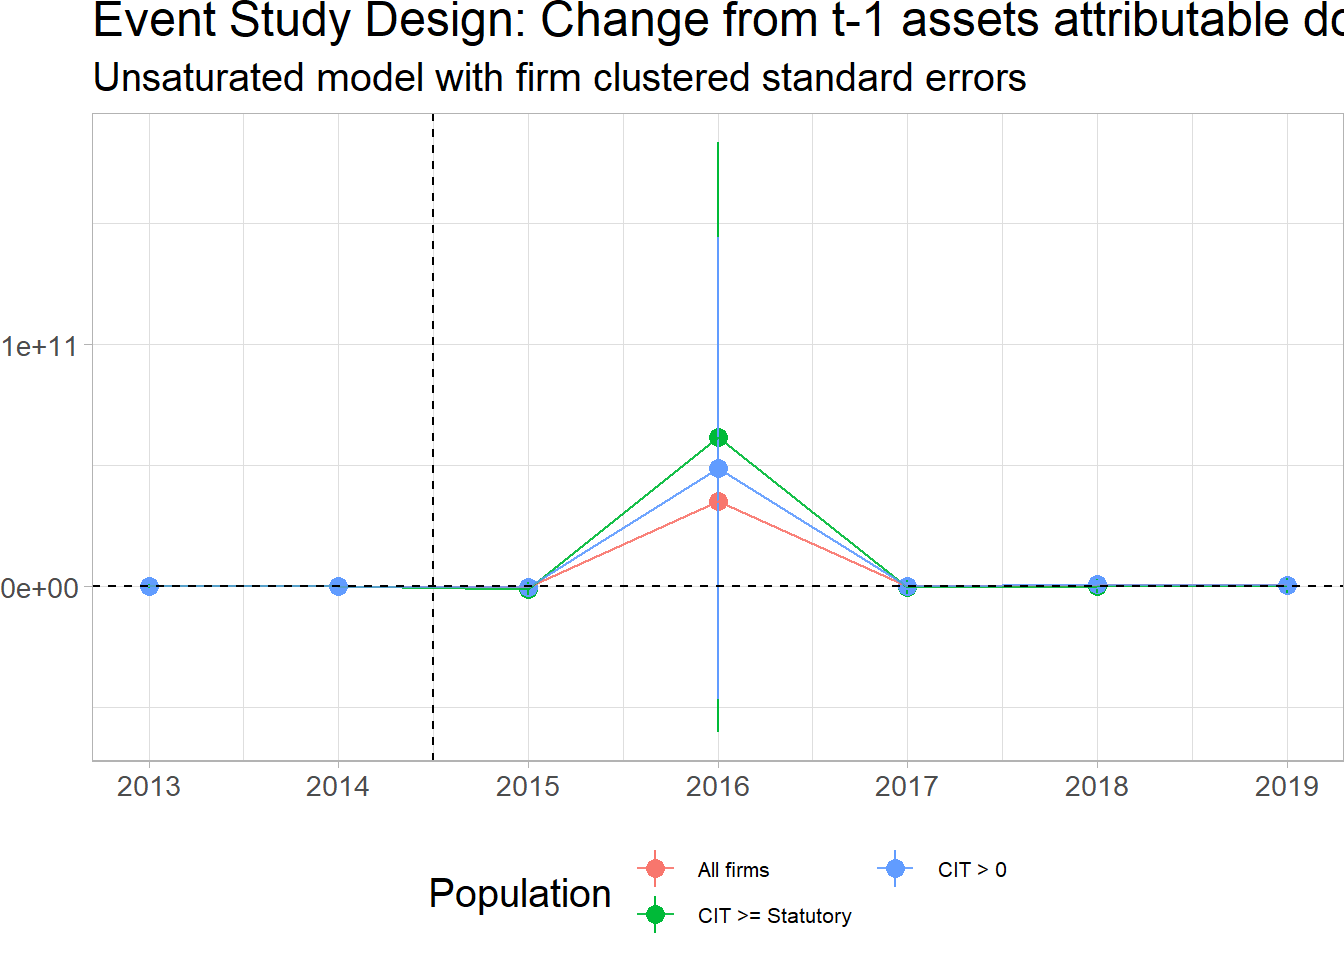 Event Study Design: Change from t-1 assets attributable
Unsaturated model with firm clustered standard errors
1e+11
0e+00
2013 2014 2015 2016 2017 2018 2019
Population
All firms
CIT > 0
CIT >= Statutory